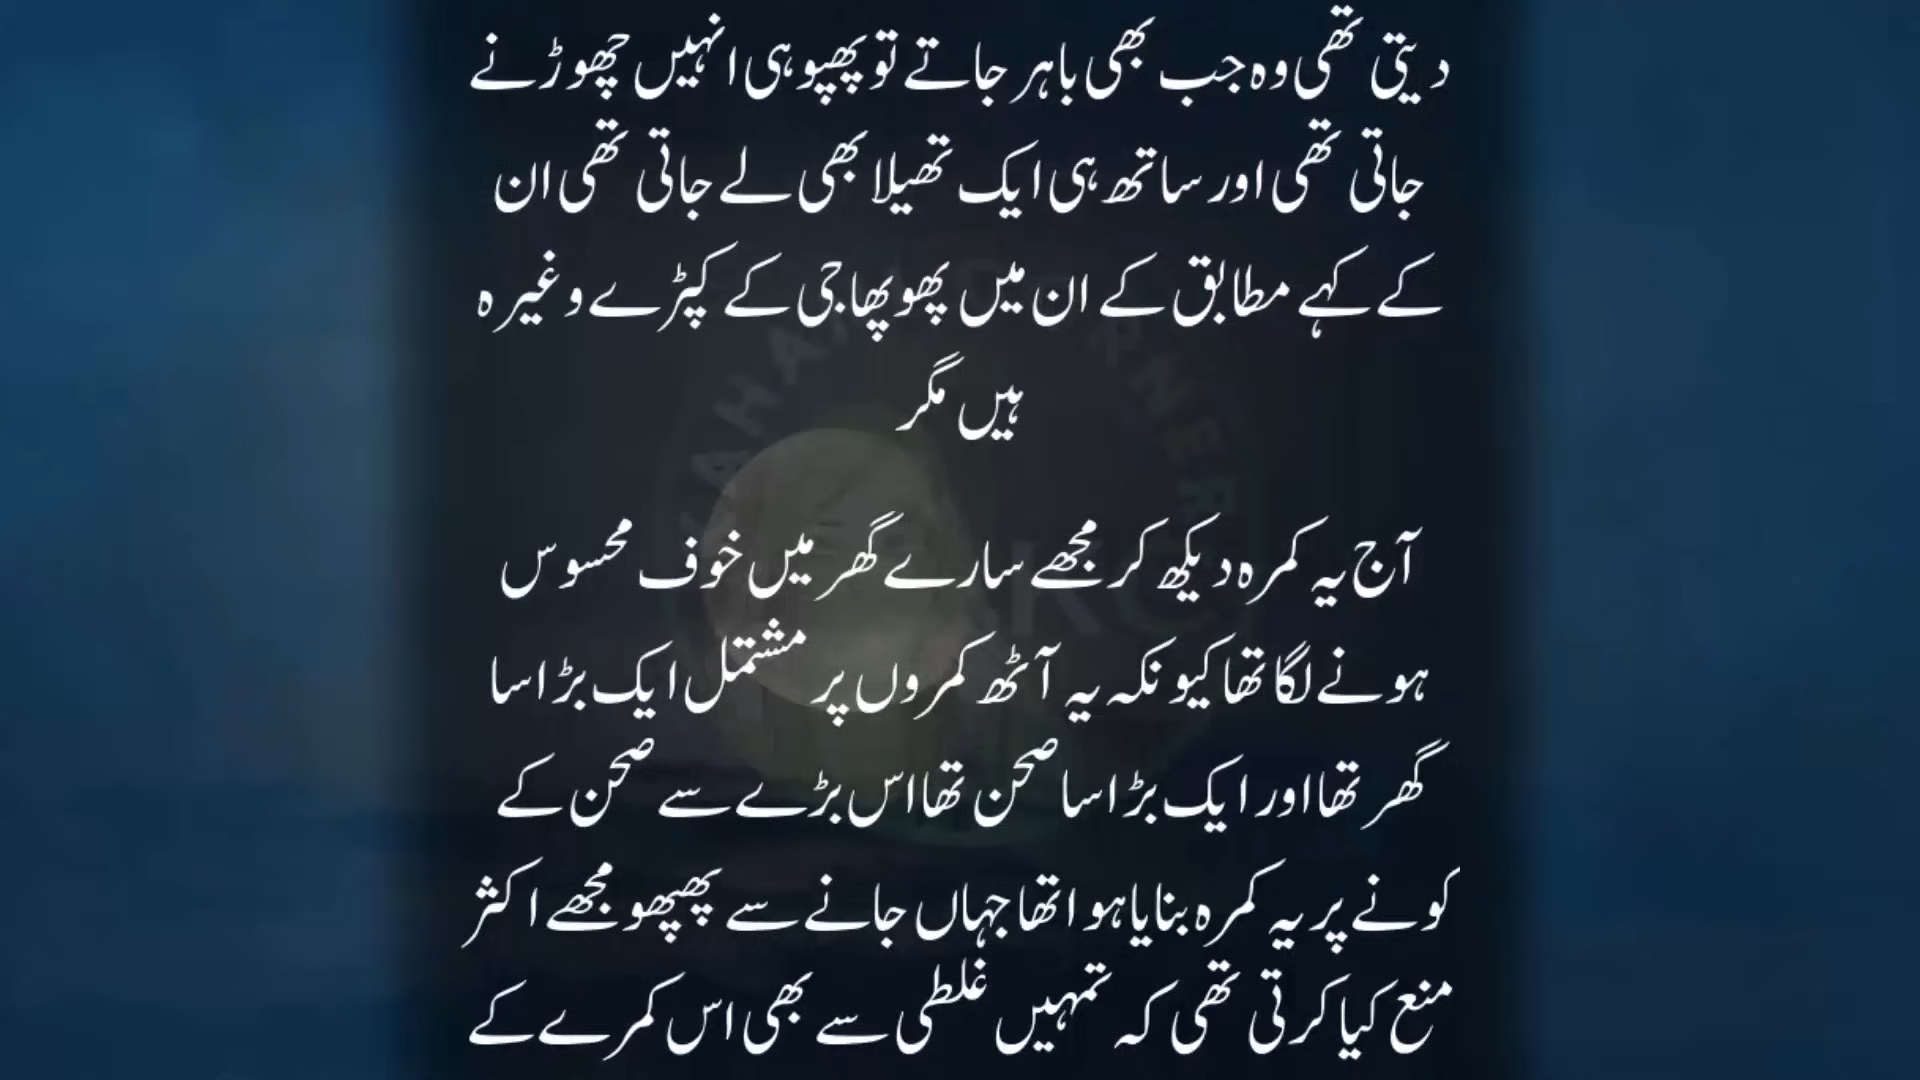 دیتی تھی وہ جب بھی باہر جاتے تو پھپو ہی انہیں چھوڑنے
جاتی تھی اور ساتھ ہی ایک تھیلا بھی لے جاتی تھی ان
کے کہے مطابق کے ان میں پھوپھا جی کے کپڑے وغیرہ
ہیں مگر
آج یہ کمرہ دیکھ کر مجھے سارے گھر میں خوف محسوس
ہونے لگا تھا کیونکہ یہ آٹھ کمروں پر مشتمل ایک بڑا سا
گھر تھا اور ایک بڑا سا صحن تھا اس بڑے سے صحن کے
کونے پر یہ کمرہ بنایا ہوا تھا جہاں جانے سے پھپھو مجھے اکثر
منع کیا کرتی تھی کہ تمہیں غلطی سے بھی اس کمرے کے